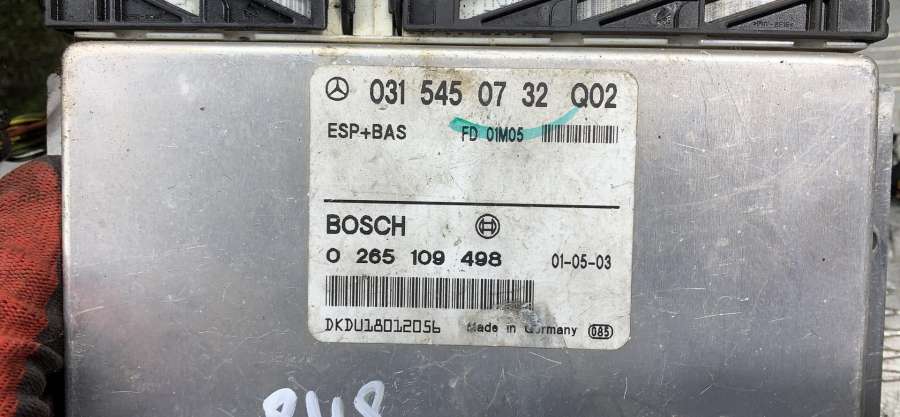 031 545 07 32 Q02
ESP+BAS FD 01M05
BOSCH
0 265 109 498 01-05-03
DKDU18012056 Made in Germany 085